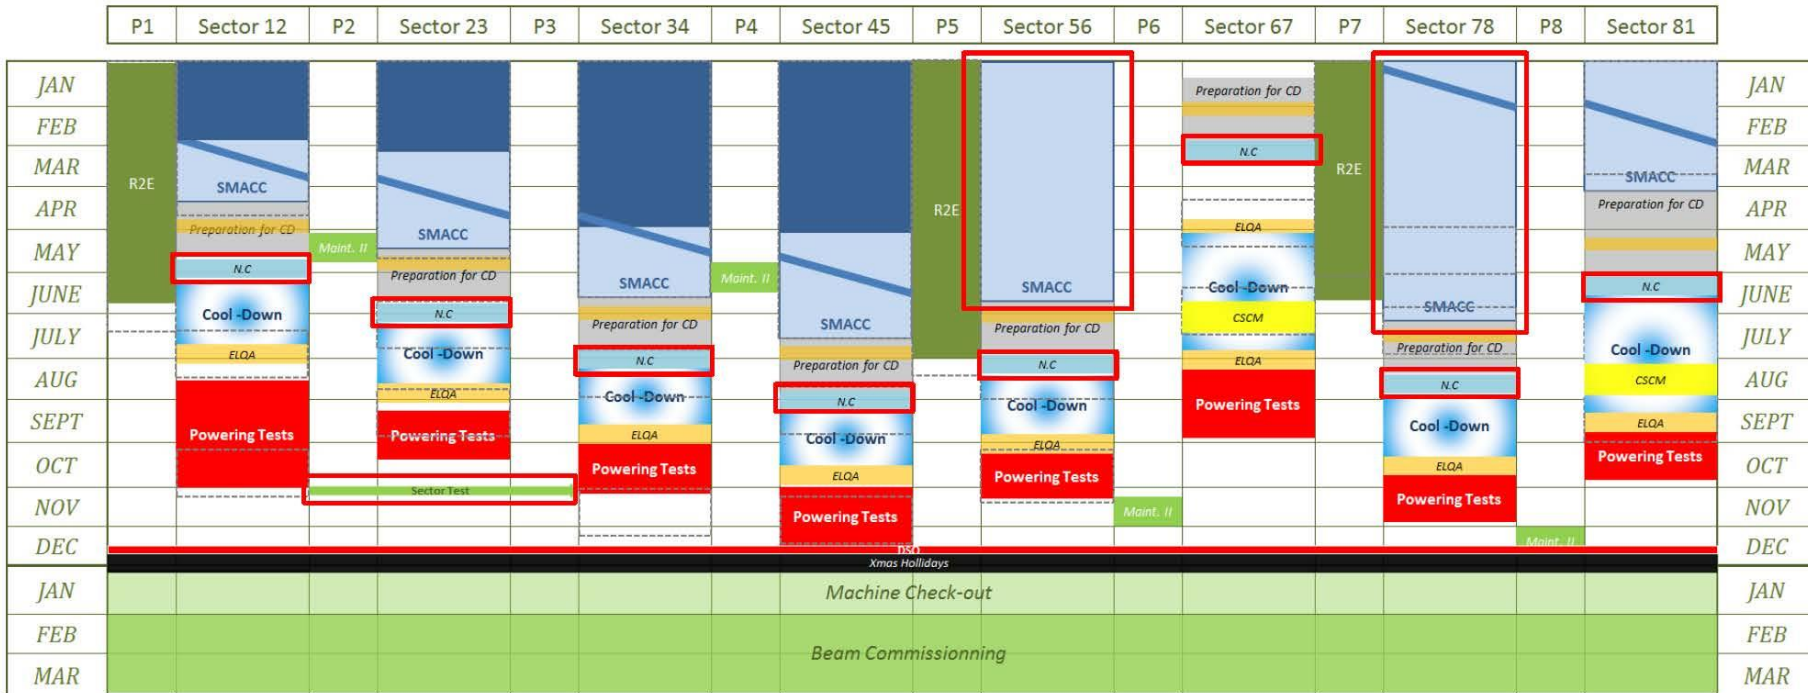 P1 Sector 12 P2 Sector 23 P3 Sector 34 P4 Sector 45 P5 Sector 56 P6 Sector 67 P7 Sector 78 P8 Sector 81
JAN Preparation for CD JAN
FEB FEB
N.C
MAR R2E SMACC R2E SMACC MAR
APR R2E ELQA Preparation for CD APR
Preparation for CD SMACC
MAY Maint. II MAY
N.C Preparation for CD Maint. II
JUNE SMACC SMACC Cool -Down N.C JUNE
Cool -Down N.C SMACC CSCM
JULY Preparation for CD SMACC Preparation for CD JULY
ELQA Cool -Down N.C Preparation for CD N.C ELQA Preparation for CD Cool -Down
AUG ELQA Cool -Down N.C Cool -Down Powering Tests N.C CSCM AUG
SEPT Powering Tests Powering Tests ELQA Cool -Down ELQA Cool -Down ELQA SEPT
OCT Powering Tests ELQA Powering Tests ELQA Powering Tests OCT
Sector Test
NOV Powering Tests Maint. II Powering Tests NOV
DEC DSO Maint. II DEC
Xmas Hollidays
JAN Machine Check-out JAN
FEB FEB
Beam Commissionning
MAR MAR